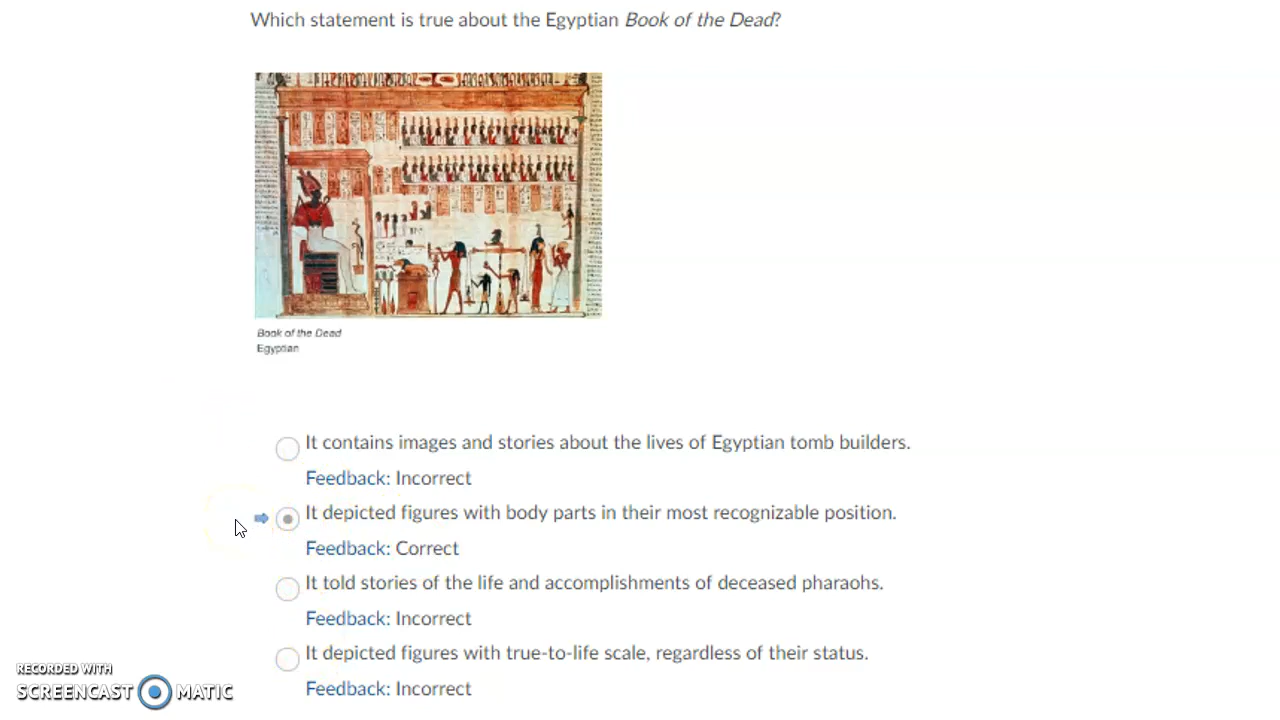 Which statement is true about the Egyptian Book of the Dead?
Book of the Dead
Egyptian
It contains images and stories about the lives of Egyptian tomb builders.
Feedback: Incorrect
It depicted figures with body parts in their most recognizable position.
Feedback: Correct
It told stories of the life and accomplishments of deceased pharaohs.
Feedback: Incorrect
It depicted figures with true-to-life scale, regardless of their status.
Feedback: Incorrect
RECORDED WITH
SCREENCAST MATIC